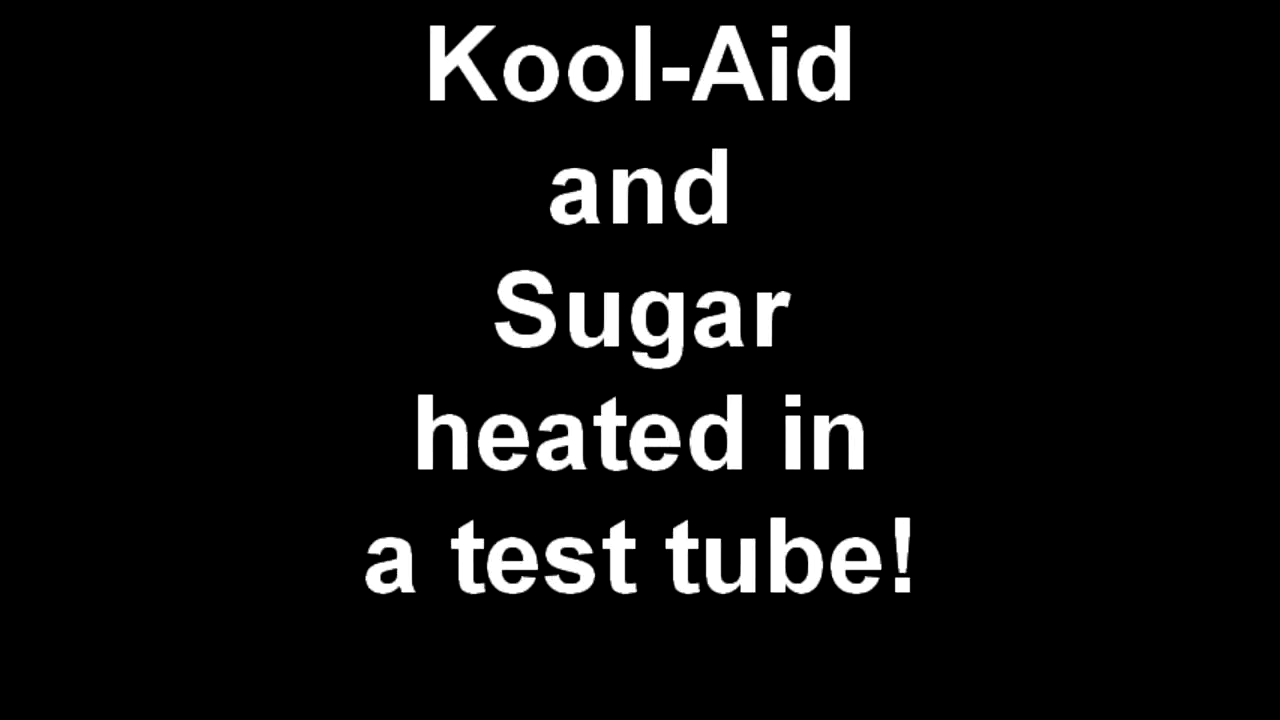 Kool-Aid
and
Sugar
heated in
a test tube!